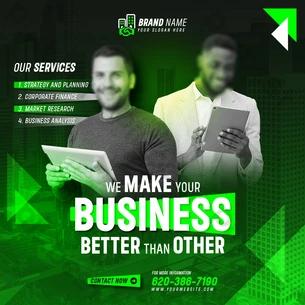 BRAND NAME
YOUR SLOGAN HERE
OUR SERVICES
1. STRATEGY AND PLANNING
2. CORPORATE FINANCE
3. MARKET RESEARCH
4. BUSINESS ANALYSIS
WE MAKE YOUR
BUSINESS
BETTER THAN OTHER
CONTACT NOW
FOR MORE INFORMATION
620-386-7190
WWW.YOURWEBSITE.COM